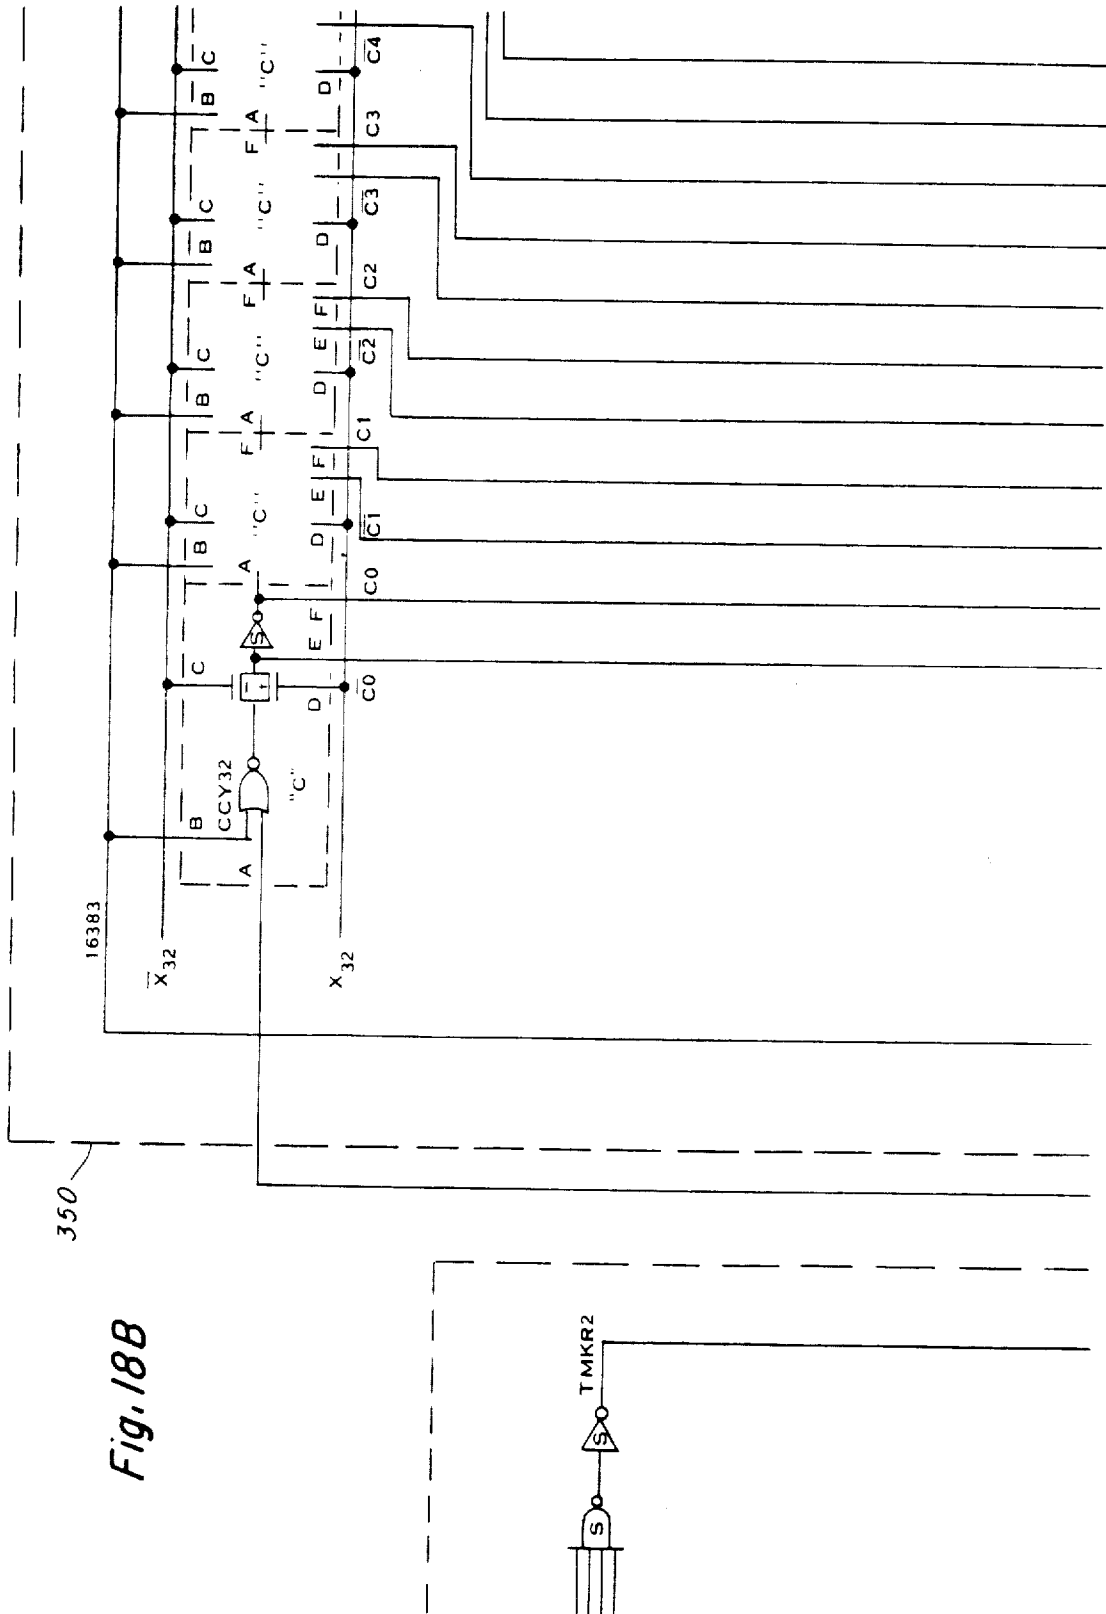 Fig. 18B
350
16383
X̅32
B C B C B C B C B C
CCY32
A A F A F A F A
S "C" "C" "C" "C"
"C"
D E F D E F D E F D D
X32
C̅0 C0 C̅1 C1 C̅2 C2 C̅3 C3 C̅4
TMKR2
S S